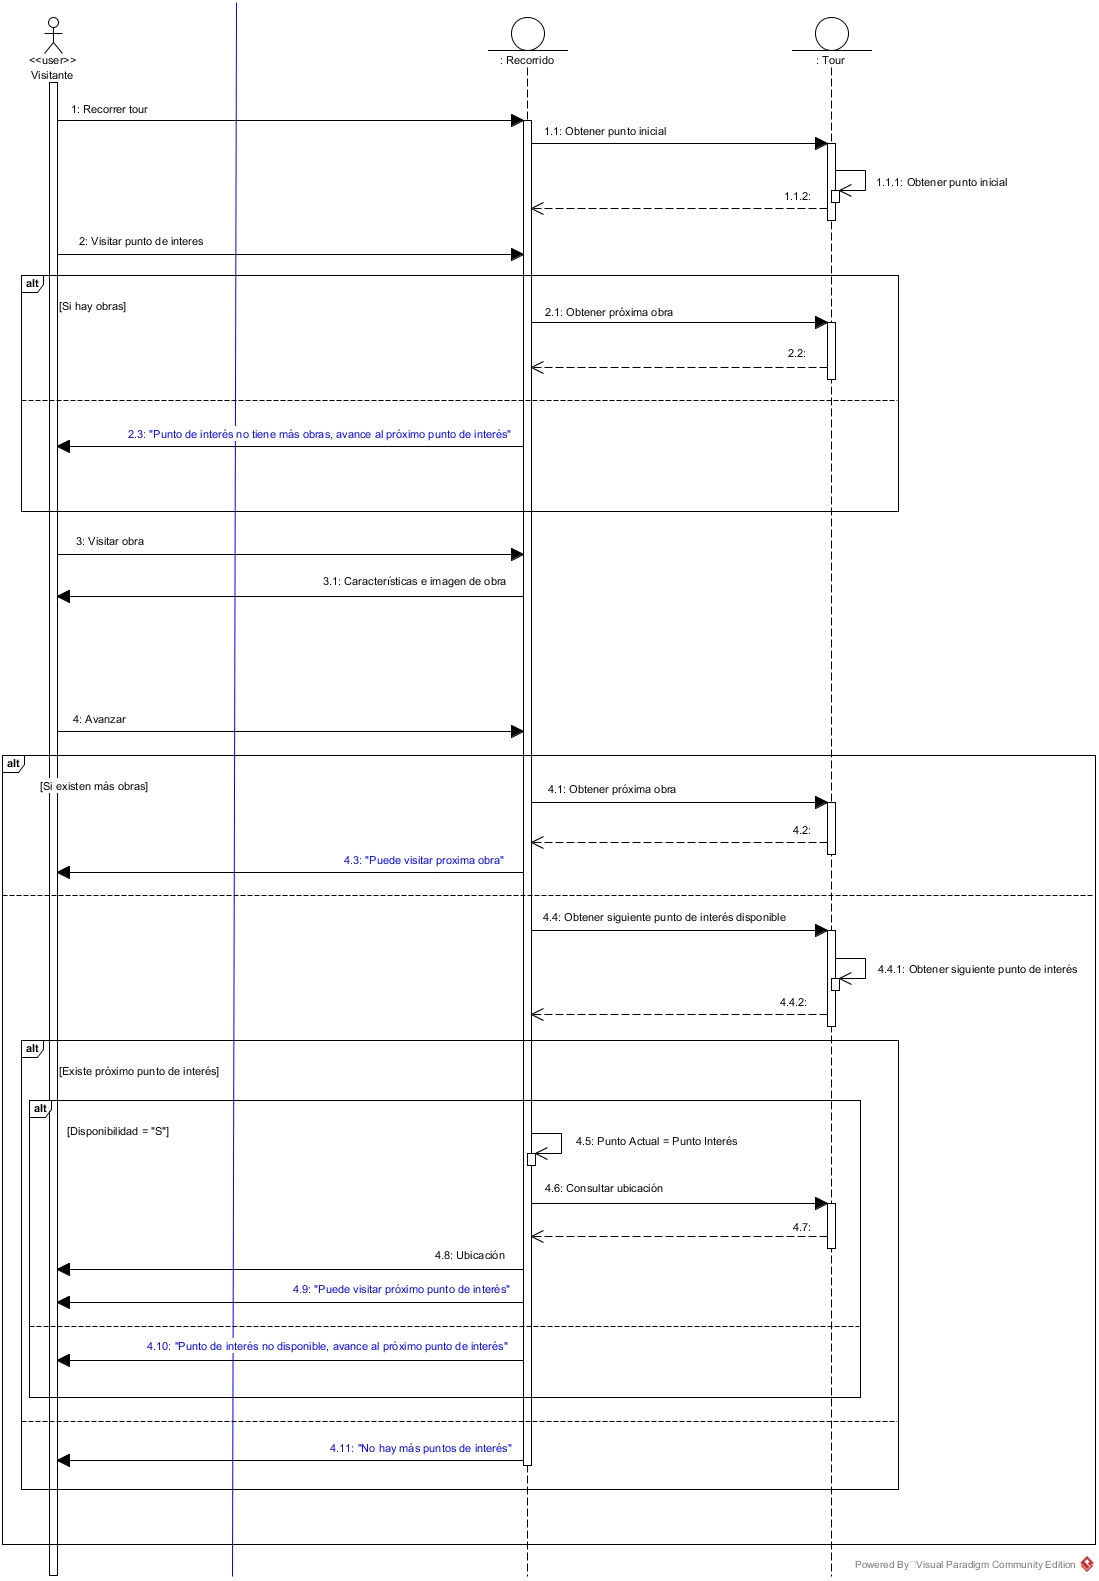 <<user>>
Visitante
: Recorrido
: Tour
1: Recorrer tour
1.1: Obtener punto inicial
1.1.1: Obtener punto inicial
1.1.2:
2: Visitar punto de interes
alt
[Si hay obras]
2.1: Obtener próxima obra
2.2:
2.3: "Punto de interés no tiene más obras, avance al próximo punto de interés"
3: Visitar obra
3.1: Características e imagen de obra
4: Avanzar
alt
[Si existen más obras]
4.1: Obtener próxima obra
4.2:
4.3: "Puede visitar proxima obra"
4.4: Obtener siguiente punto de interés disponible
4.4.1: Obtener siguiente punto de interés
4.4.2:
alt
[Existe próximo punto de interés]
alt
[Disponibilidad = "S"]
4.5: Punto Actual = Punto Interés
4.6: Consultar ubicación
4.7:
4.8: Ubicación
4.9: "Puede visitar próximo punto de interés"
4.10: "Punto de interés no disponible, avance al próximo punto de interés"
4.11: "No hay más puntos de interés"
Powered By Visual Paradigm Community Edition